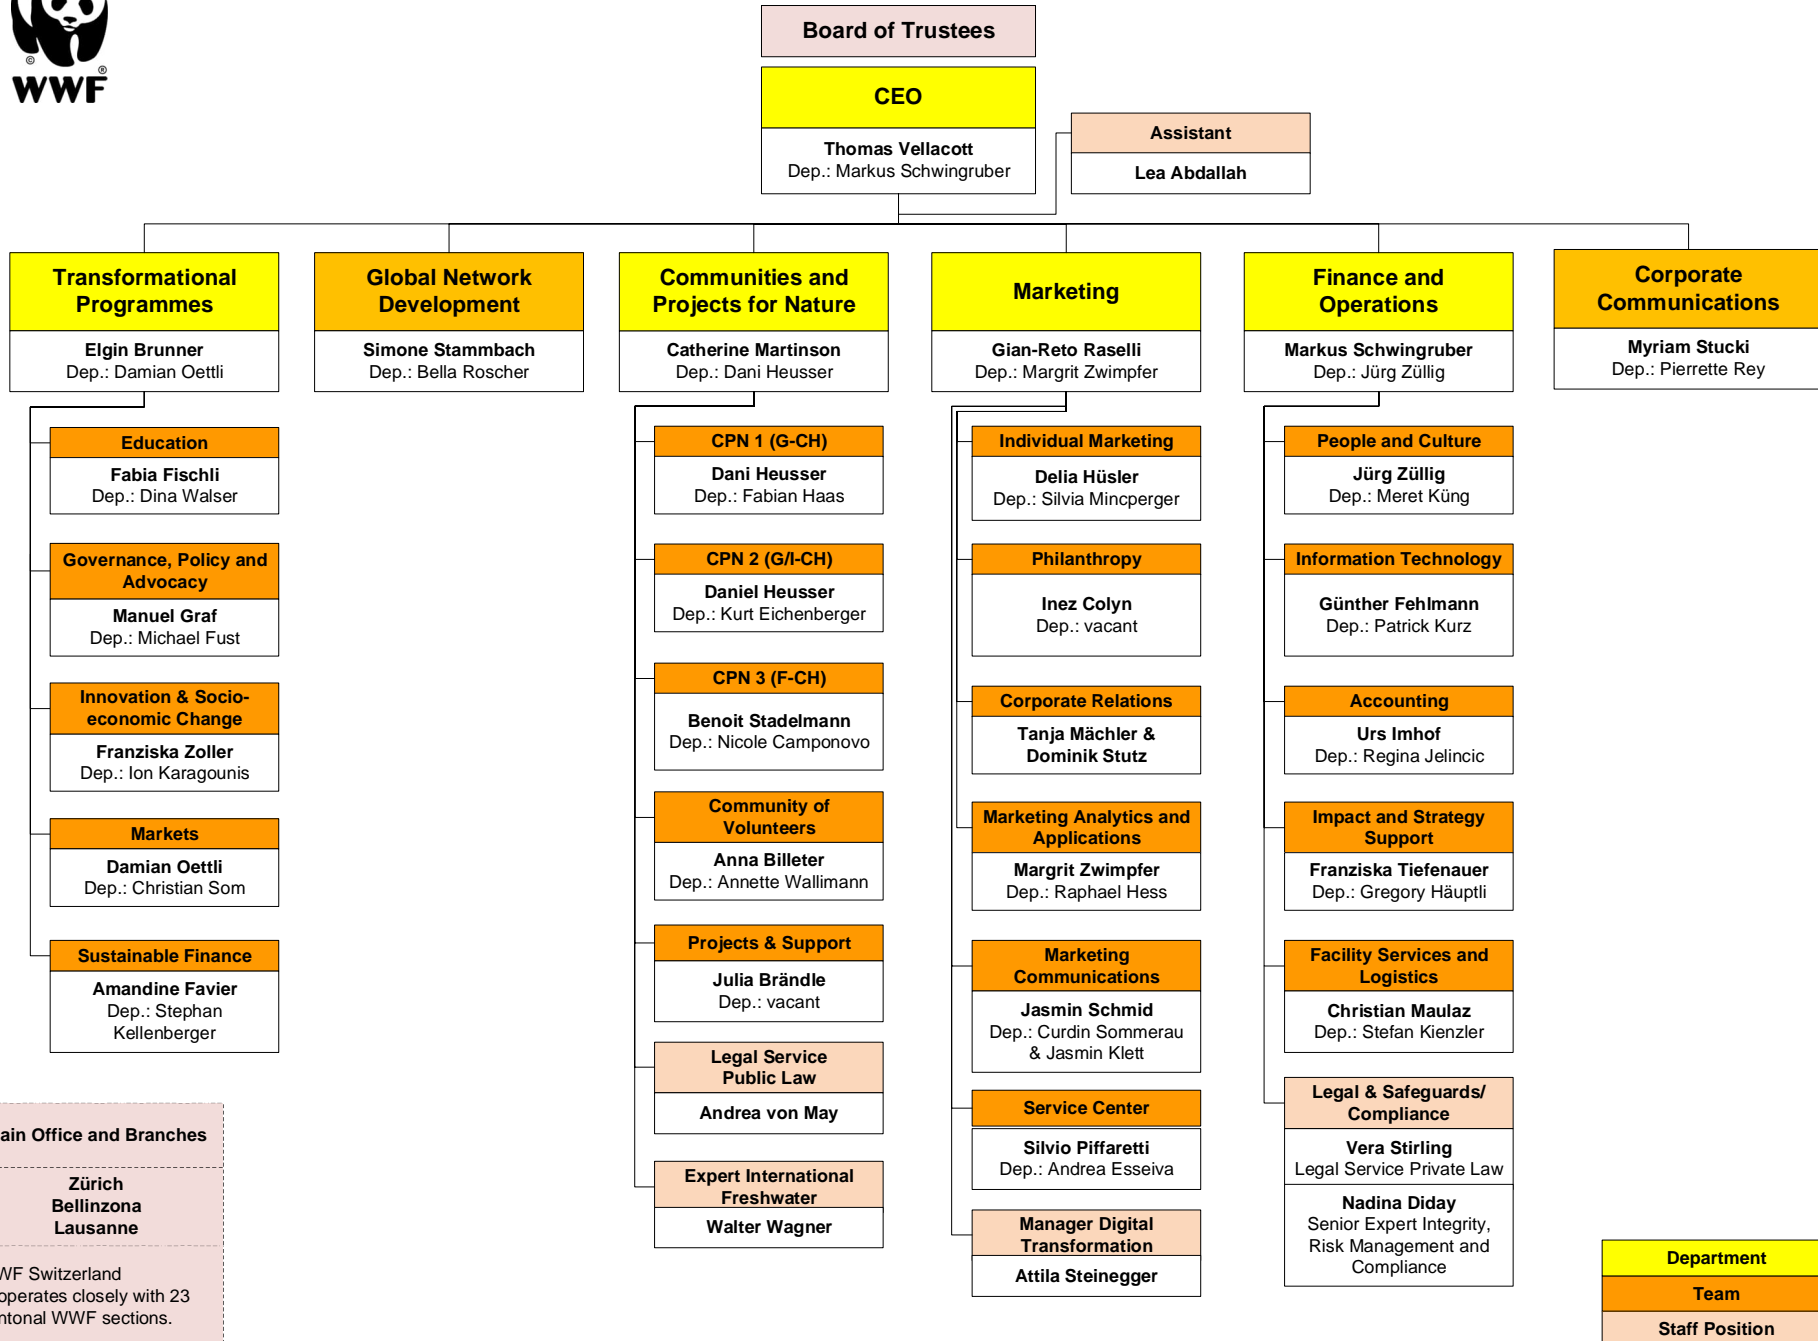 ©
®
WWF
Board of Trustees
CEO
Thomas Vellacott
Dep.: Markus Schwingruber
Assistant
Lea Abdallah
Transformational
Programmes
Elgin Brunner
Dep.: Damian Oettli
Global Network
Development
Simone Stammbach
Dep.: Bella Roscher
Communities and
Projects for Nature
Catherine Martinson
Dep.: Dani Heusser
Marketing
Gian-Reto Raselli
Dep.: Margrit Zwimpfer
Finance and
Operations
Markus Schwingruber
Dep.: Jürg Züllig
Corporate
Communications
Myriam Stucki
Dep.: Pierrette Rey
Education
Fabia Fischli
Dep.: Dina Walser
Governance, Policy and
Advocacy
Manuel Graf
Dep.: Michael Fust
Innovation & Socio-
economic Change
Franziska Zoller
Dep.: Ion Karagounis
Markets
Damian Oettli
Dep.: Christian Som
Sustainable Finance
Amandine Favier
Dep.: Stephan
Kellenberger
CPN 1 (G-CH)
Dani Heusser
Dep.: Fabian Haas
CPN 2 (G/I-CH)
Daniel Heusser
Dep.: Kurt Eichenberger
CPN 3 (F-CH)
Benoit Stadelmann
Dep.: Nicole Camponovo
Community of
Volunteers
Anna Billeter
Dep.: Annette Wallimann
Projects & Support
Julia Brändle
Dep.: vacant
Legal Service
Public Law
Andrea von May
Expert International
Freshwater
Walter Wagner
Individual Marketing
Delia Hüsler
Dep.: Silvia Mincperger
Philanthropy
Inez Colyn
Dep.: vacant
Corporate Relations
Tanja Mächler &
Dominik Stutz
Marketing Analytics and
Applications
Margrit Zwimpfer
Dep.: Raphael Hess
Marketing
Communications
Jasmin Schmid
Dep.: Curdin Sommerau
& Jasmin Klett
Service Center
Silvio Piffaretti
Dep.: Andrea Esseiva
Manager Digital
Transformation
Attila Steinegger
People and Culture
Jürg Züllig
Dep.: Meret Küng
Information Technology
Günther Fehlmann
Dep.: Patrick Kurz
Accounting
Urs Imhof
Dep.: Regina Jelincic
Impact and Strategy
Support
Franziska Tiefenauer
Dep.: Gregory Häuptli
Facility Services and
Logistics
Christian Maulaz
Dep.: Stefan Kienzler
Legal & Safeguards/
Compliance
Vera Stirling
Legal Service Private Law
Nadina Diday
Senior Expert Integrity,
Risk Management and
Compliance
ain Office and Branches
Zürich
Bellinzona
Lausanne
WF Switzerland
operates closely with 23
ntonal WWF sections.
Department
Team
Staff Position